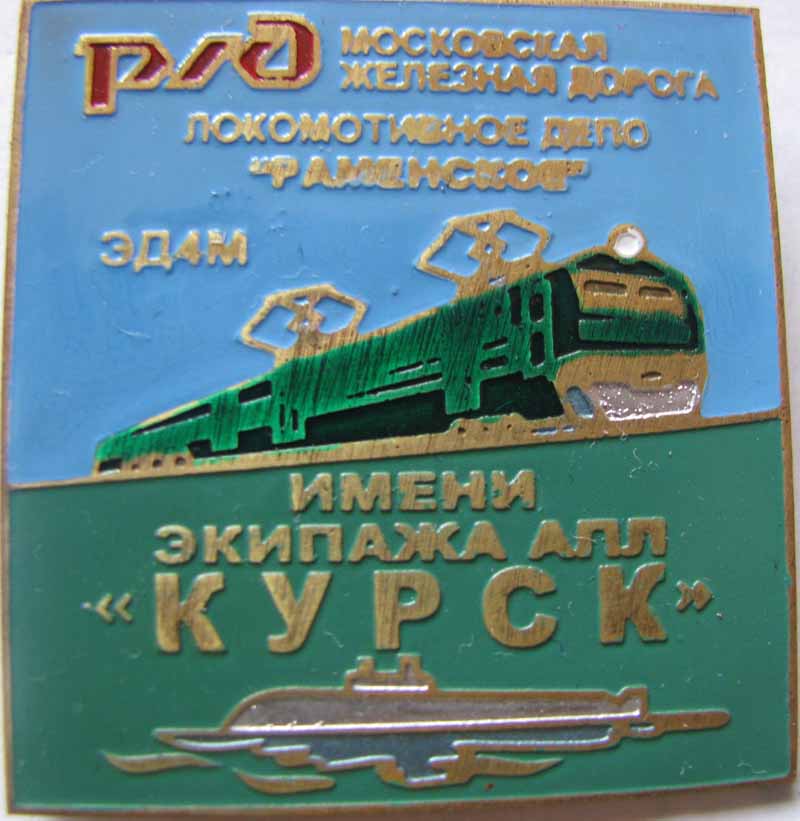 РЖД МОСКОВСКАЯ
ЖЕЛЕЗНАЯ ДОРОГА
ЛОКОМОТИВНОЕ ДЕПО
"РАМЕНСКОЕ"
ЭД4М
ИМЕНИ
ЭКИПАЖА АПЛ
«КУРСК»